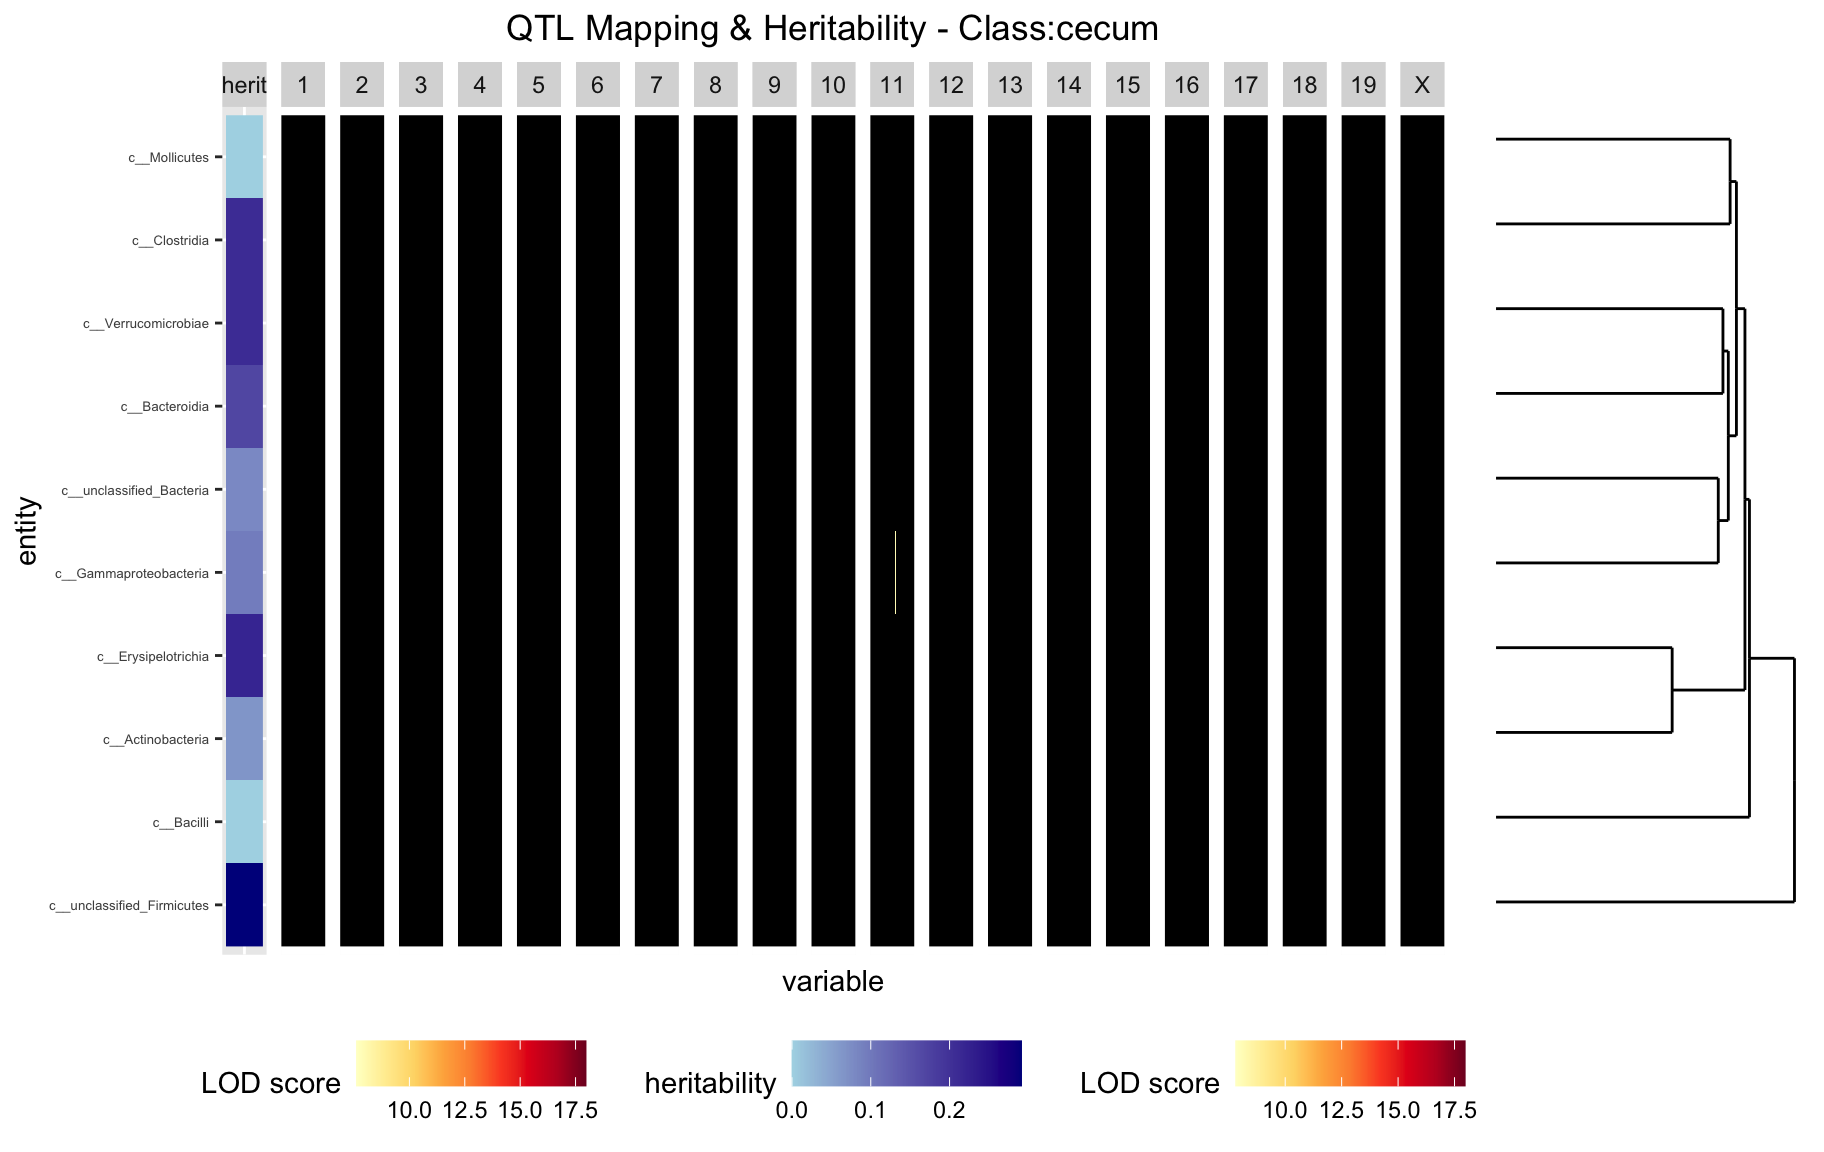 QTL Mapping & Heritability - Class:cecum
herit 1 2 3 4 5 6 7 8 9 10 11 12 13 14 15 16 17 18 19 X
entity
c__Mollicutes
c__Clostridia
c__Verrucomicrobiae
c__Bacteroidia
c__unclassified_Bacteria
c__Gammaproteobacteria
c__Erysipelotrichia
c__Actinobacteria
c__Bacilli
c__unclassified_Firmicutes
variable
LOD score
10.0 12.5 15.0 17.5
heritability
0.0 0.1 0.2
LOD score
10.0 12.5 15.0 17.5